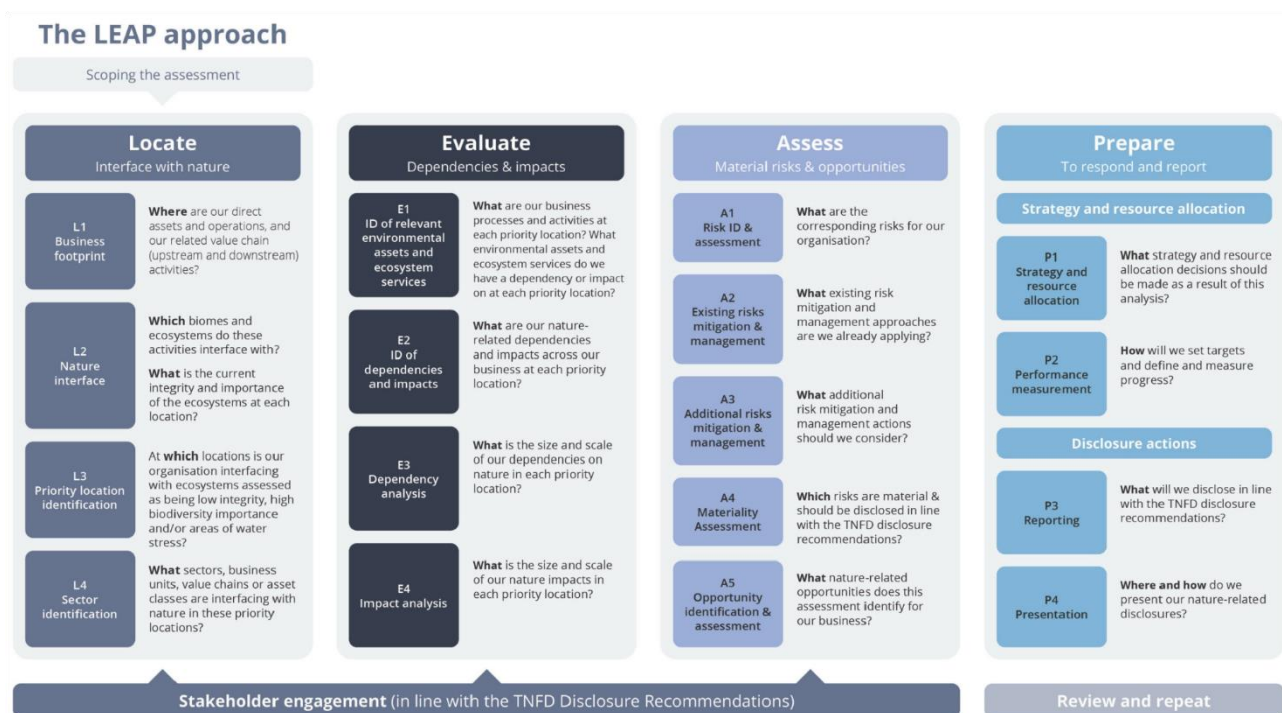 The LEAP approach
Scoping the assessment
Locate
Interface with nature
L1
Business
footprint
Where are our direct
assets and operations, and
our related value chain
(upstream and downstream)
activities?
L2
Nature
interface
Which biomes and
ecosystems do these
activities interface with?
What is the current
integrity and importance
of the ecosystems at each
location?
L3
Priority location
identification
At which locations is our
organisation interfacing
with ecosystems assessed
as being low integrity, high
biodiversity importance
and/or areas of water
stress?
L4
Sector
identification
What sectors, business
units, value chains or asset
classes are interfacing with
nature in these priority
locations?
Evaluate
Dependencies & impacts
E1
ID of relevant
environmental
assets and
ecosystem
services
What are our business
processes and activities at
each priority location? What
environmental assets and
ecosystem services do we
have a dependency or impact
on at each priority location?
E2
ID of
dependencies
and impacts
What are our nature-
related dependencies
and impacts across our
business at each priority
location?
E3
Dependency
analysis
What is the size and scale
of our dependencies on
nature in each priority
location?
E4
Impact analysis
What is the size and scale
of our nature impacts in
each priority location?
Assess
Material risks & opportunities
A1
Risk ID &
assessment
What are the
corresponding risks for our
organisation?
A2
Existing risks
mitigation &
management
What existing risk
mitigation and
management approaches
are we already applying?
A3
Additional risks
mitigation &
management
What additional
risk mitigation and
management actions
should we consider?
A4
Materiality
Assessment
Which risks are material &
should be disclosed in line
with the TNFD disclosure
recommendations?
A5
Opportunity
identification &
assessment
What nature-related
opportunities does this
assessment identify for
our business?
Prepare
To respond and report
Strategy and resource allocation
P1
Strategy and
resource
allocation
What strategy and resource
allocation decisions should
be made as a result of this
analysis?
P2
Performance
measurement
How will we set targets
and define and measure
progress?
Disclosure actions
P3
Reporting
What will we disclose in line
with the TNFD disclosure
recommendations?
P4
Presentation
Where and how do we
present our nature-related
disclosures?
Stakeholder engagement (in line with the TNFD Disclosure Recommendations)
Review and repeat